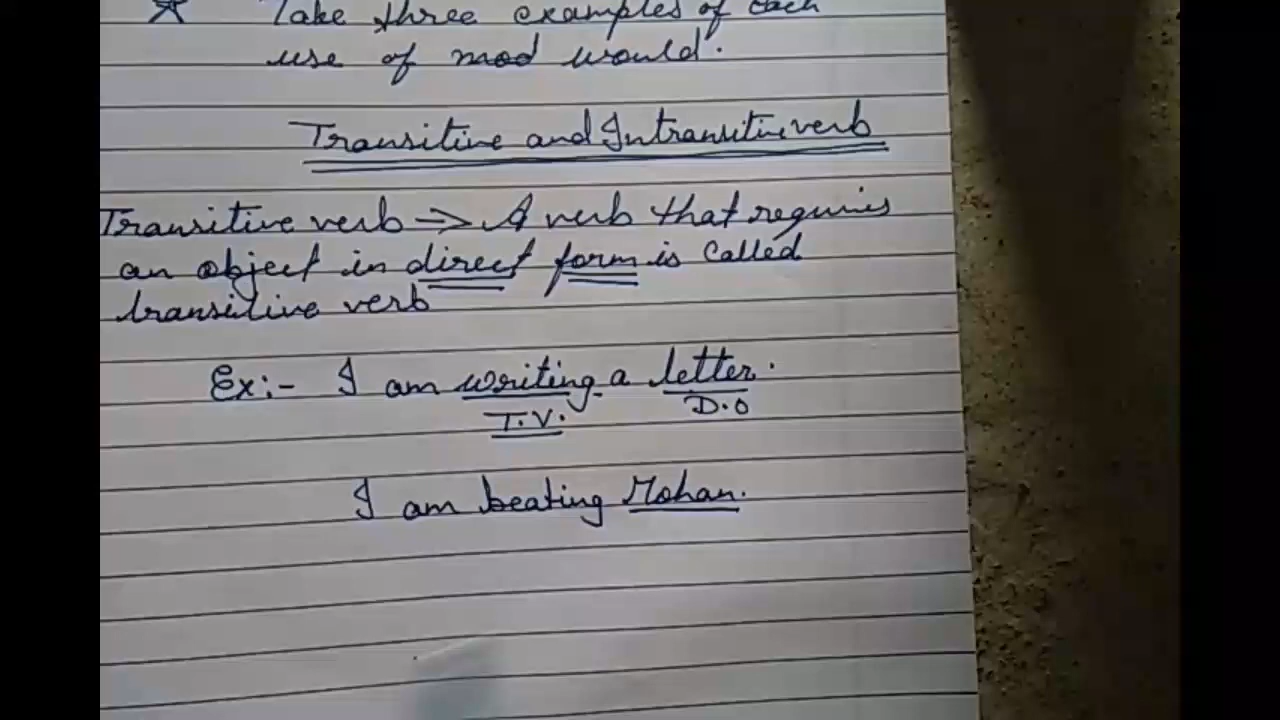 Take three examples of each
use of mod would.
Transitive and Intransitive verb
Transitive verb => A verb that requires
an object in direct form is called
transitive verb
Ex:- I am writing a letter.
T.V. D.O
I am beating Mohan.